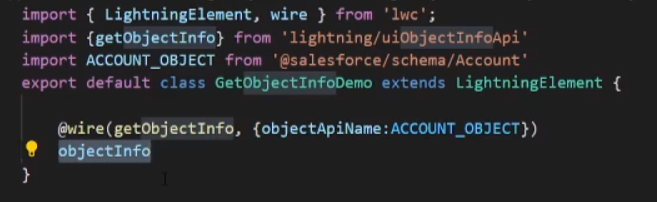 import { LightningElement, wire } from 'lwc';
import {getObjectInfo} from 'lightning/uiObjectInfoApi'
import ACCOUNT_OBJECT from '@salesforce/schema/Account'
export default class GetObjectInfoDemo extends LightningElement {
@wire(getObjectInfo, {objectApiName:ACCOUNT_OBJECT})
objectInfo
}